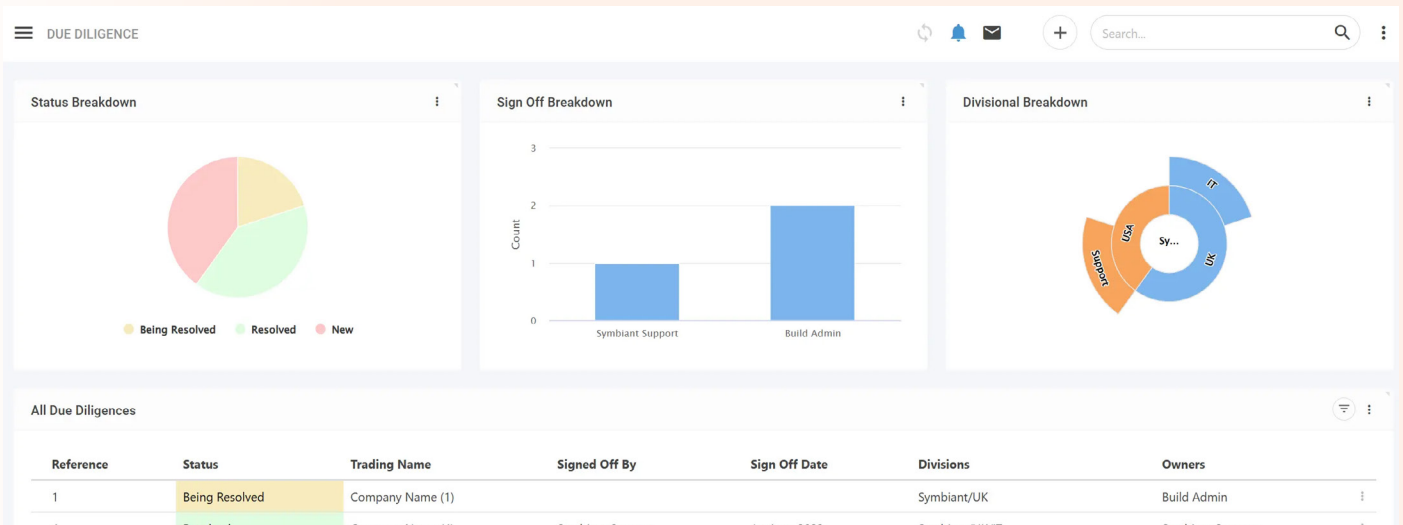 DUE DILIGENCE
Search...
Status Breakdown
Being Resolved
Resolved
New
Sign Off Breakdown
3
2
1
0
Count
Symbiant Support
Build Admin
Divisional Breakdown
IT
USA
Sy...
UK
Support
All Due Diligences
Reference Status Trading Name Signed Off By Sign Off Date Divisions Owners
1 Being Resolved Company Name (1) Symbiant/UK Build Admin